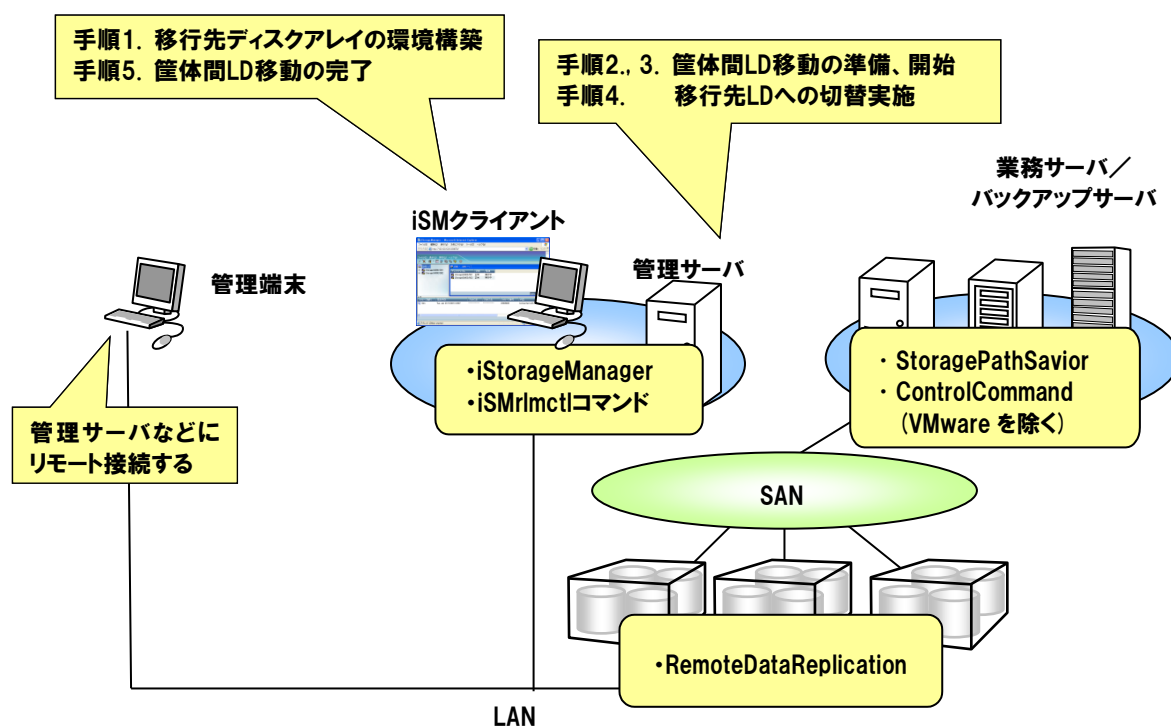 手順1. 移行先ディスクアレイの環境構築
手順5. 筐体間LD移動の完了
手順2., 3. 筐体間LD移動の準備、開始
手順4. 移行先LDへの切替実施
業務サーバ／
バックアップサーバ
iSMクライアント
管理サーバ
管理端末
・iStorageManager
・iSMrlmctlコマンド
・StoragePathSavior
・ControlCommand
(VMware を除く)
管理サーバなどに
リモート接続する
SAN
・RemoteDataReplication
LAN